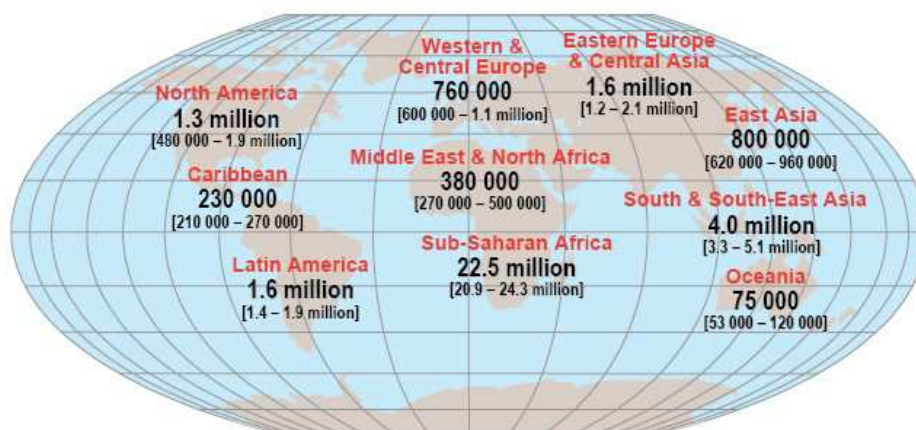 Western &
Central Europe
760 000
[600 000 – 1.1 million]
Eastern Europe
& Central Asia
1.6 million
[1.2 – 2.1 million]
North America
1.3 million
[480 000 – 1.9 million]
East Asia
800 000
[620 000 – 960 000]
Middle East & North Africa
380 000
[270 000 – 500 000]
Caribbean
230 000
[210 000 – 270 000]
South & South-East Asia
4.0 million
[3.3 – 5.1 million]
Sub-Saharan Africa
22.5 million
[20.9 – 24.3 million]
Latin America
1.6 million
[1.4 – 1.9 million]
Oceania
75 000
[53 000 – 120 000]